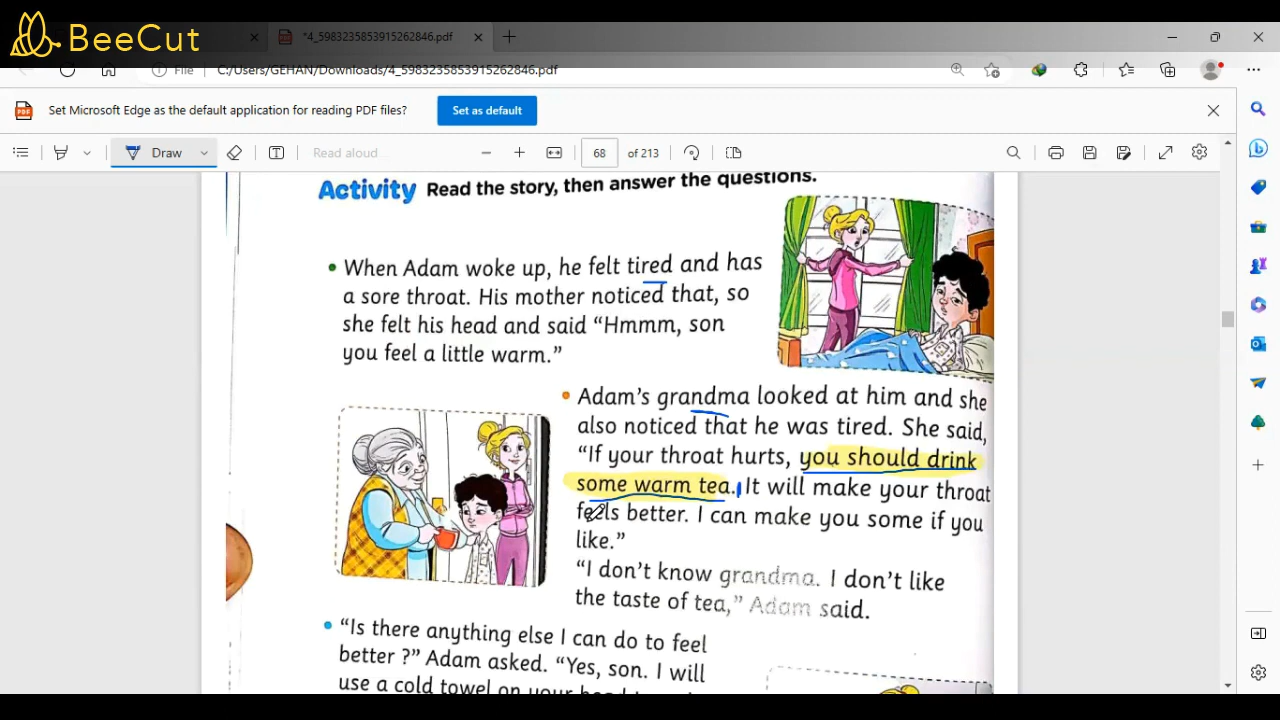 BeeCut
*4_5983235853915262846.pdf
File C:/Users/GEHAN/Downloads/4_5983235853915262846.pdf
Set Microsoft Edge as the default application for reading PDF files? Set as default
Draw Read aloud 68 of 213
Activity Read the story, then answer the questions.
• When Adam woke up, he felt tired and has
a sore throat. His mother noticed that, so
she felt his head and said “Hmmm, son
you feel a little warm.”
• Adam’s grandma looked at him and she
also noticed that he was tired. She said,
“If your throat hurts, you should drink
some warm tea. It will make your throat
feels better. I can make you some if you
like.”
“I don’t know grandma. I don’t like
the taste of tea,” Adam said.
• “Is there anything else I can do to feel
better ?” Adam asked. “Yes, son. I will
use a cold towel on your head